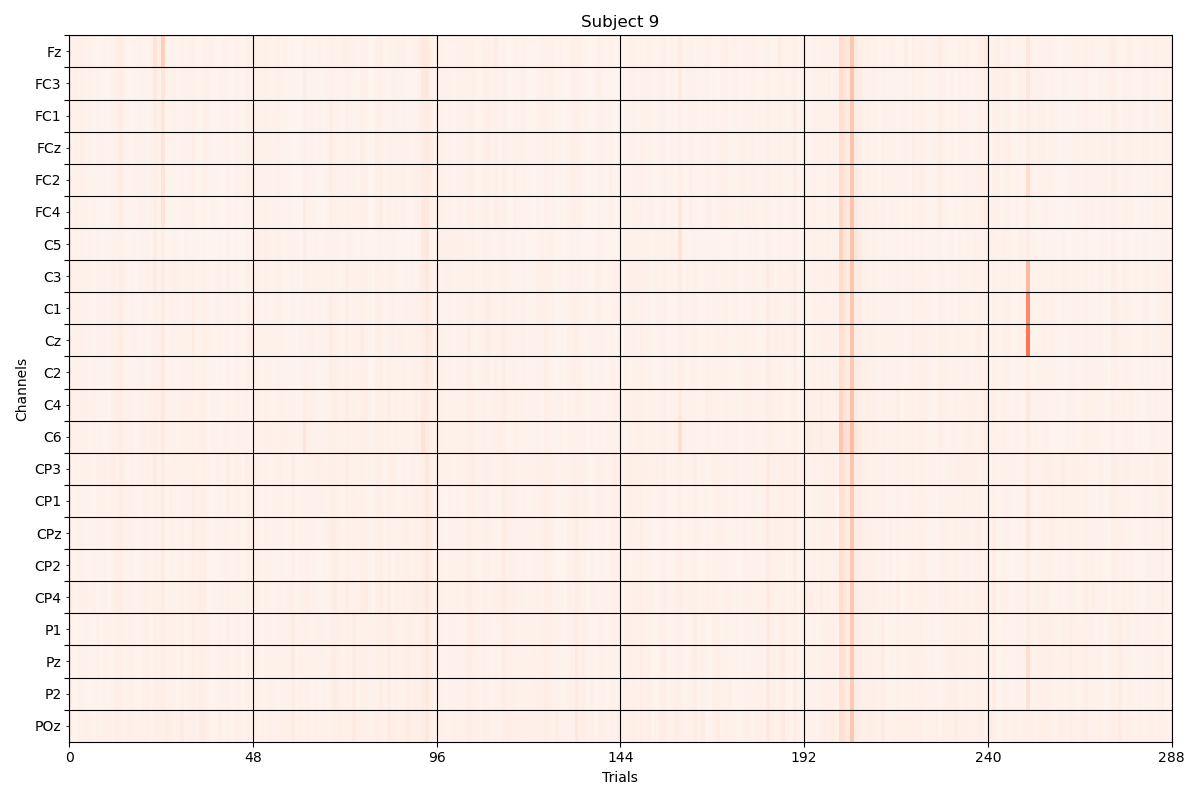 Subject 9
Fz
FC3
FC1
FCz
FC2
FC4
C5
C3
C1
Cz
C2
C4
C6
CP3
CP1
CPz
CP2
CP4
P1
Pz
P2
POz
Channels
0 48 96 144 192 240 288
Trials